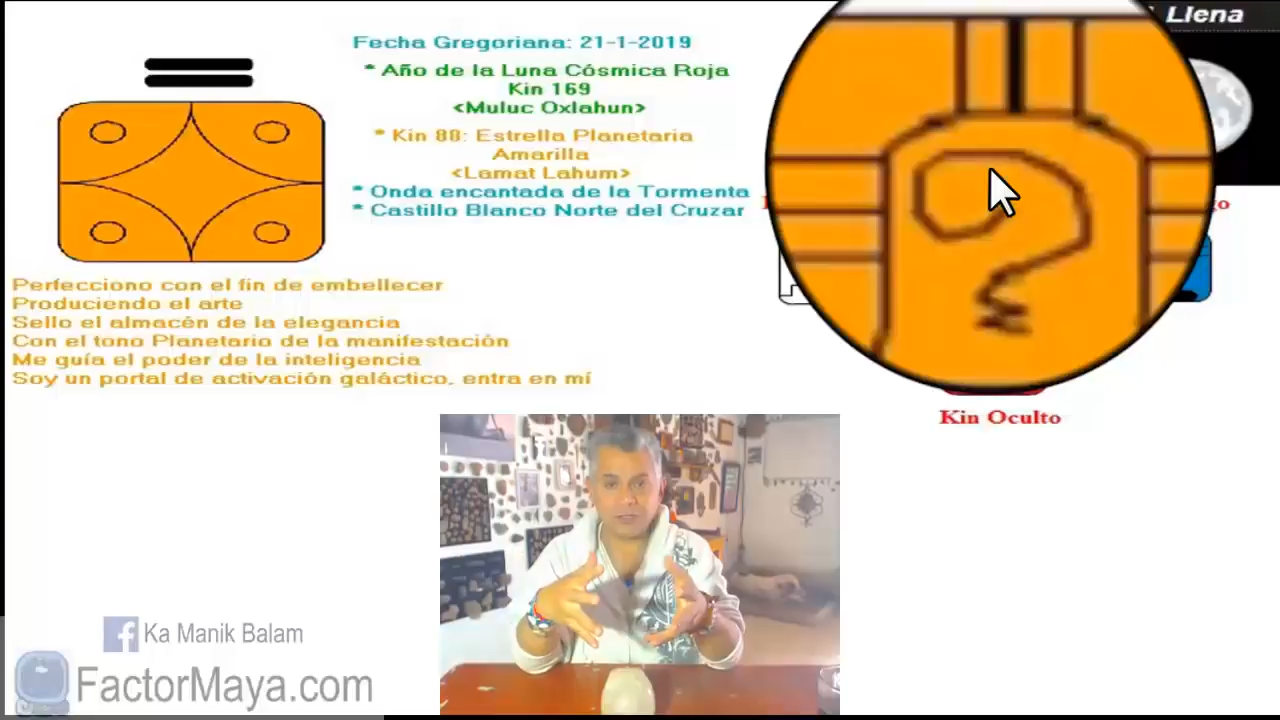 Llena
Fecha Gregoriana: 21-1-2019
* Año de la Luna Cósmica Roja
Kin 169
<Muluc Oxlahun>
* Kin 88: Estrella Planetaria
Amarilla
<Lamat Lahum>
* Onda encantada de la Tormenta
* Castillo Blanco Norte del Cruzar
Perfecciono con el fin de embellecer
Produciendo el arte
Sello el almacén de la elegancia
Con el tono Planetario de la manifestación
Me guía el poder de la inteligencia
Soy un portal de activación galáctico, entra en mí
Kin Oculto
Ka Manik Balam
FactorMaya.com